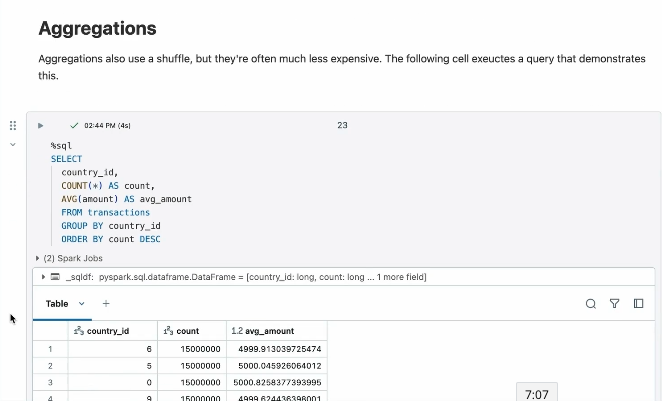 Aggregations
Aggregations also use a shuffle, but they're often much less expensive. The following cell exeuctes a query that demonstrates
this.
02:44 PM (4s)
23
%sql
SELECT
country_id,
COUNT(*) AS count,
AVG(amount) AS avg_amount
FROM transactions
GROUP BY country_id
ORDER BY count DESC
(2) Spark Jobs
_sqldf: pyspark.sql.dataframe.DataFrame = [country_id: long, count: long ... 1 more field]
Table +
country_id count 1.2 avg_amount
1 6 15000000 4999.913039725474
2 5 15000000 5000.045926064012
3 0 15000000 5000.8258377393995
4 9 15000000 4999.624436398001
7:07